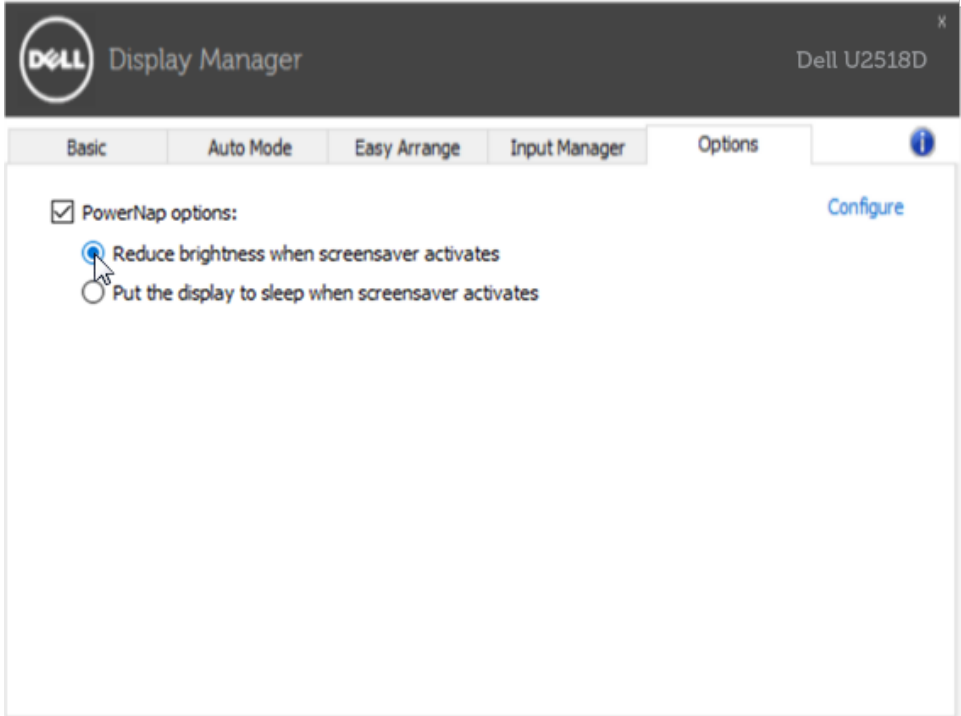 x
DELL Display Manager Dell U2518D
Basic Auto Mode Easy Arrange Input Manager Options i
PowerNap options: Configure
Reduce brightness when screensaver activates
Put the display to sleep when screensaver activates